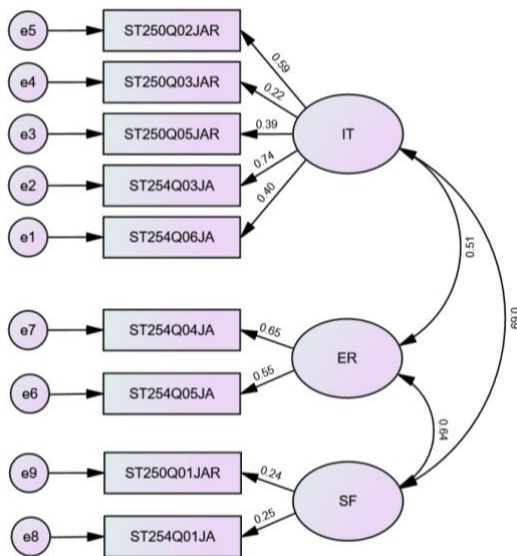 e5 ST250Q02JAR
0.59
e4 ST250Q03JAR
0.22
e3 ST250Q05JAR
0.39
IT
e2 ST254Q03JA
0.74
e1 ST254Q06JA
0.40
0.51
0.69
e7 ST254Q04JA
0.65
ER
e6 ST254Q05JA
0.55
0.64
e9 ST250Q01JAR
0.24
SF
e8 ST254Q01JA
0.25